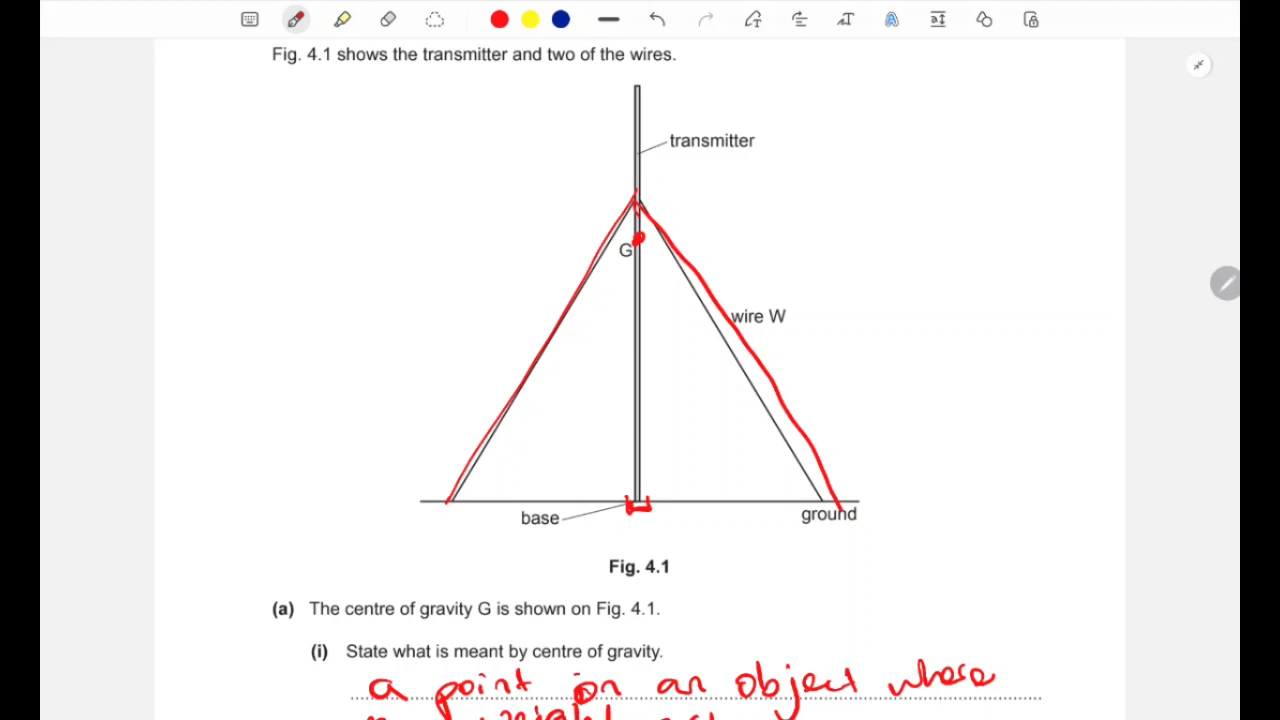 Fig. 4.1 shows the transmitter and two of the wires.
transmitter
G
wire W
base
ground
Fig. 4.1
(a) The centre of gravity G is shown on Fig. 4.1.
(i) State what is meant by centre of gravity.
a point on an object where
weight